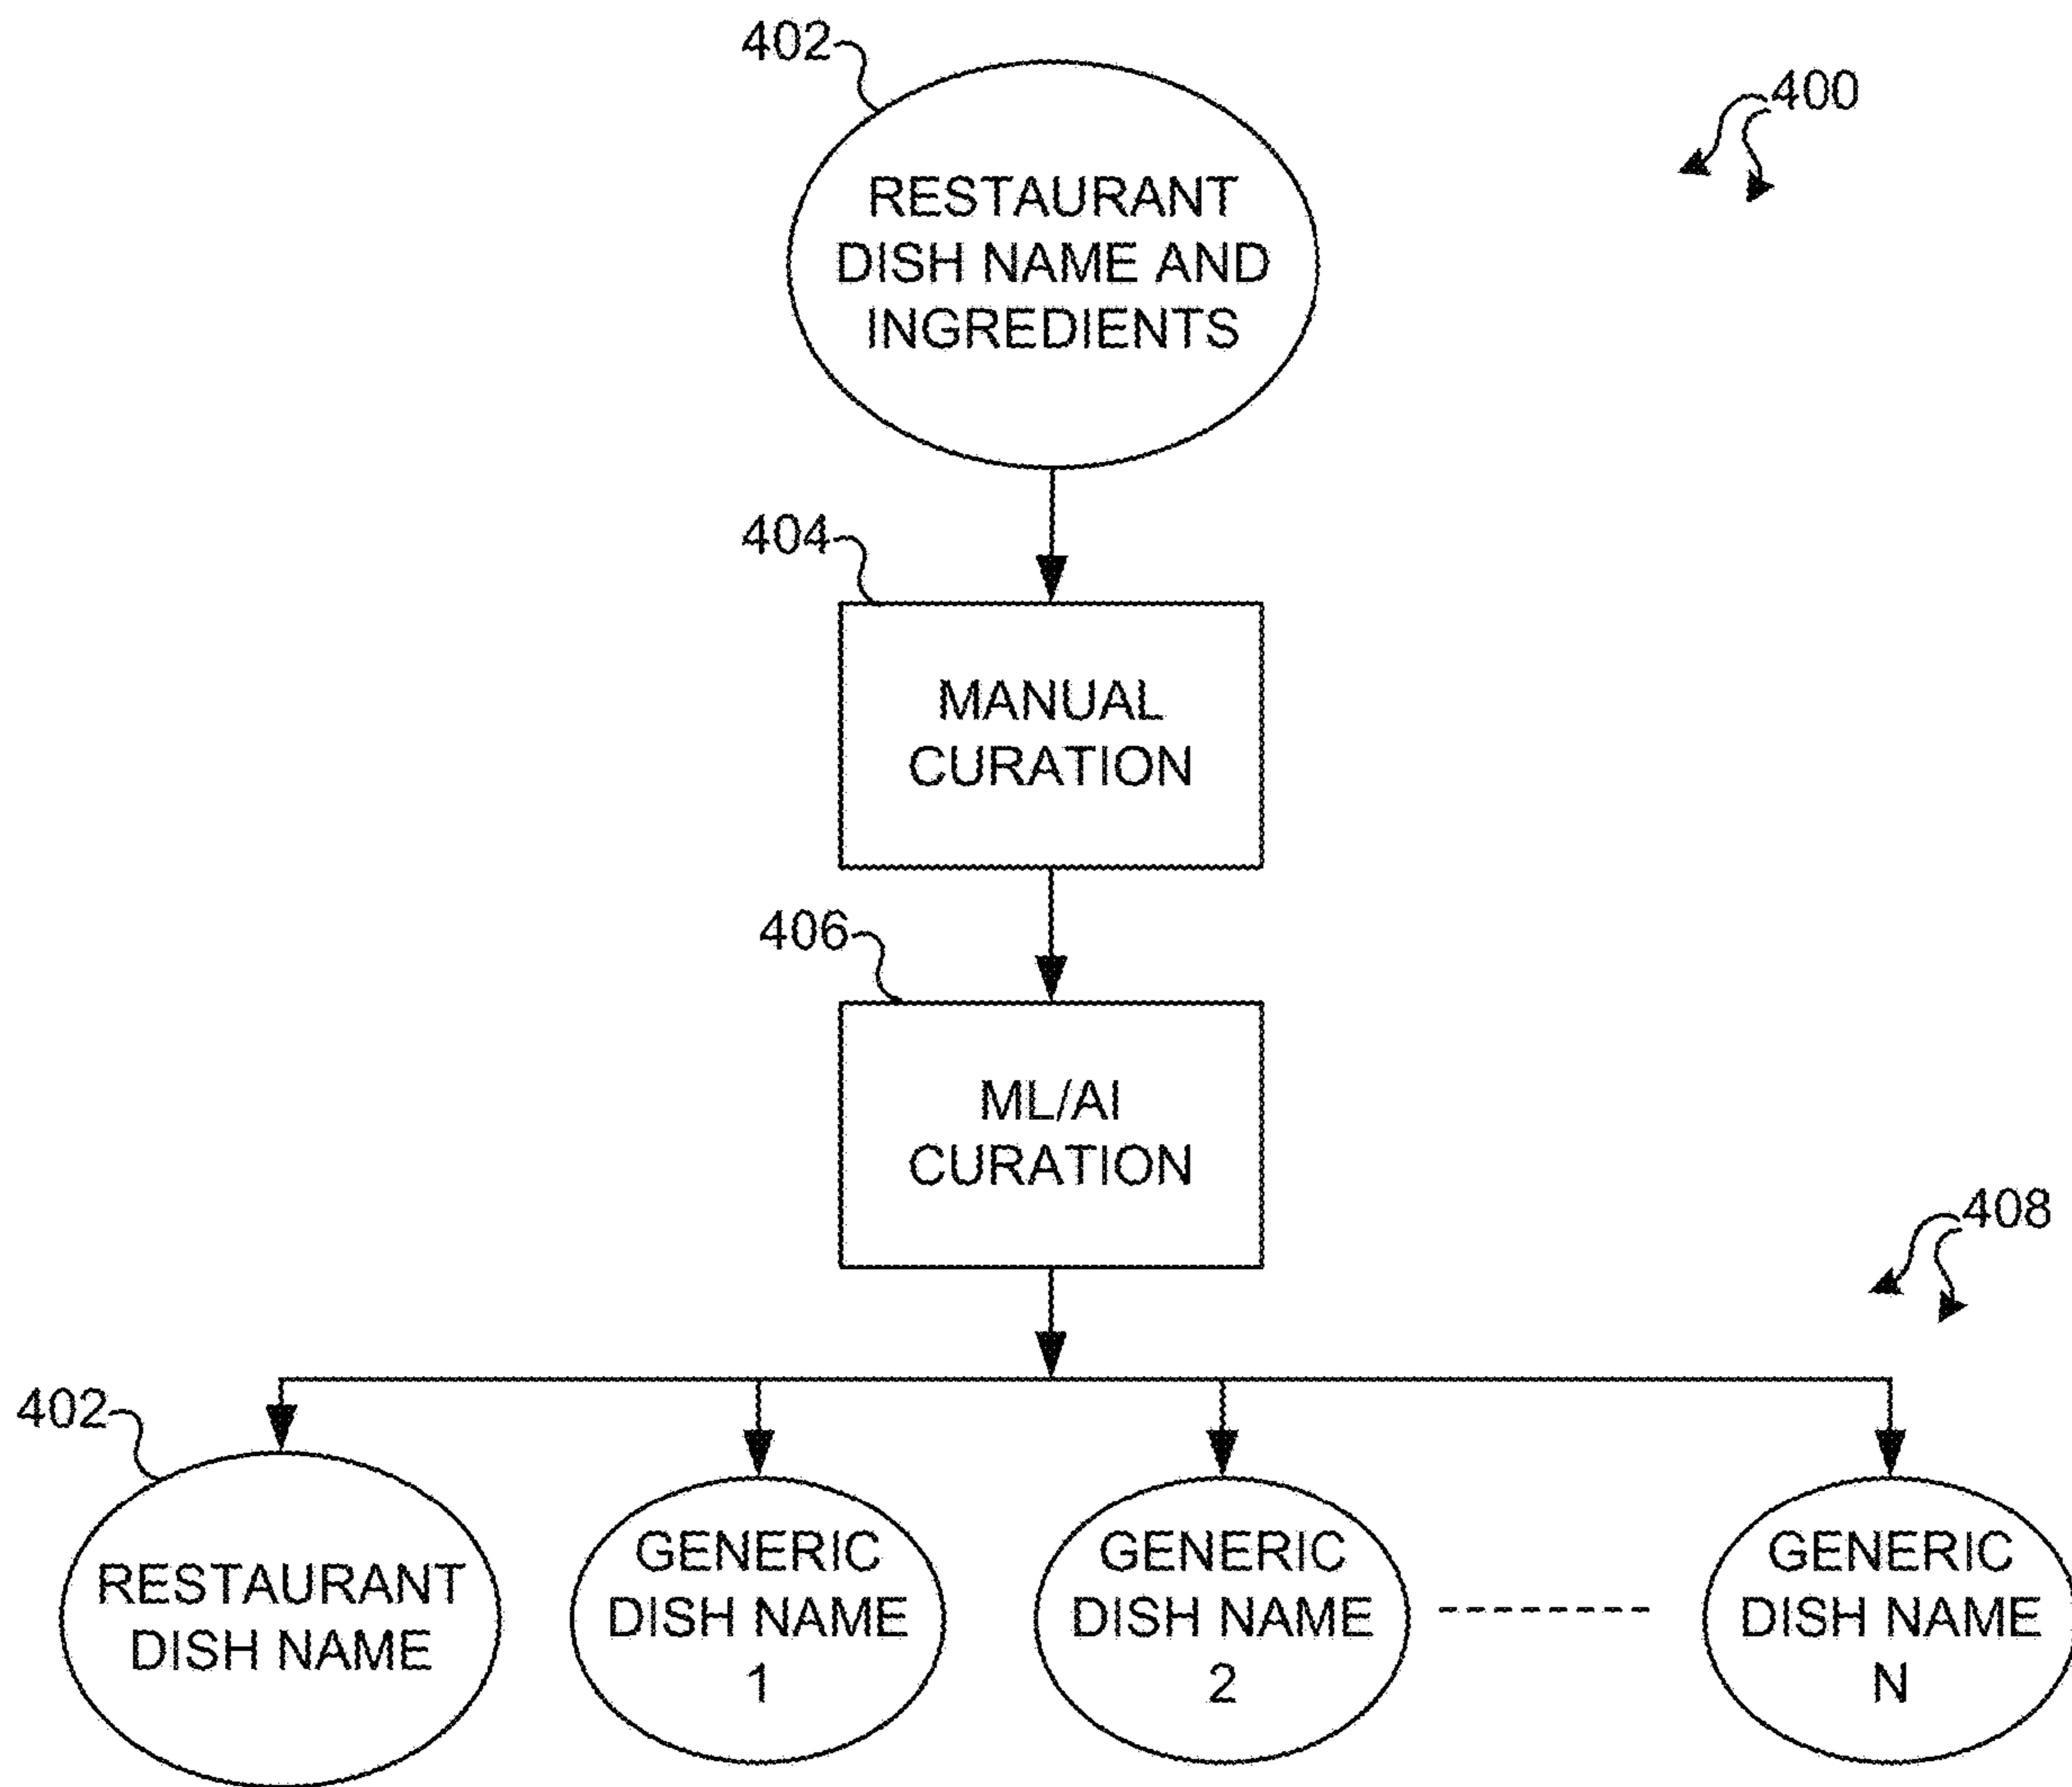 402
400
RESTAURANT
DISH NAME AND
INGREDIENTS
404
MANUAL
CURATION
406
ML/AI
CURATION
408
402
RESTAURANT
DISH NAME
GENERIC
DISH NAME
1
GENERIC
DISH NAME
2
GENERIC
DISH NAME
N